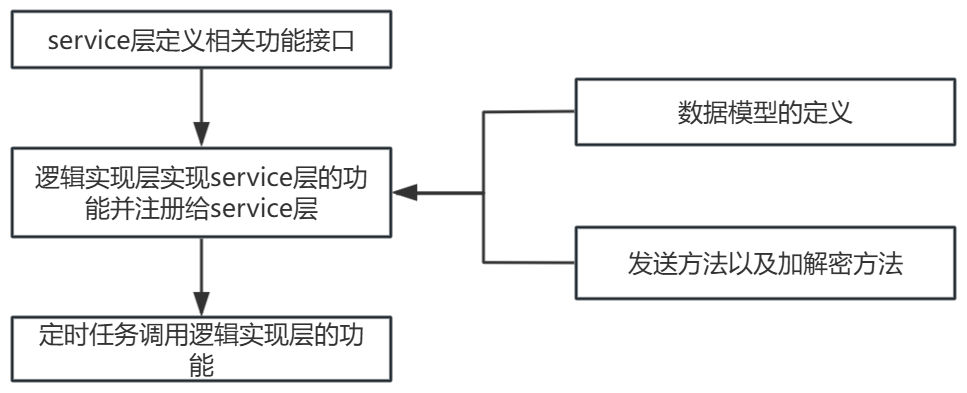 service层定义相关功能接口
数据模型的定义
逻辑实现层实现service层的功
能并注册给service层
发送方法以及加解密方法
定时任务调用逻辑实现层的功
能